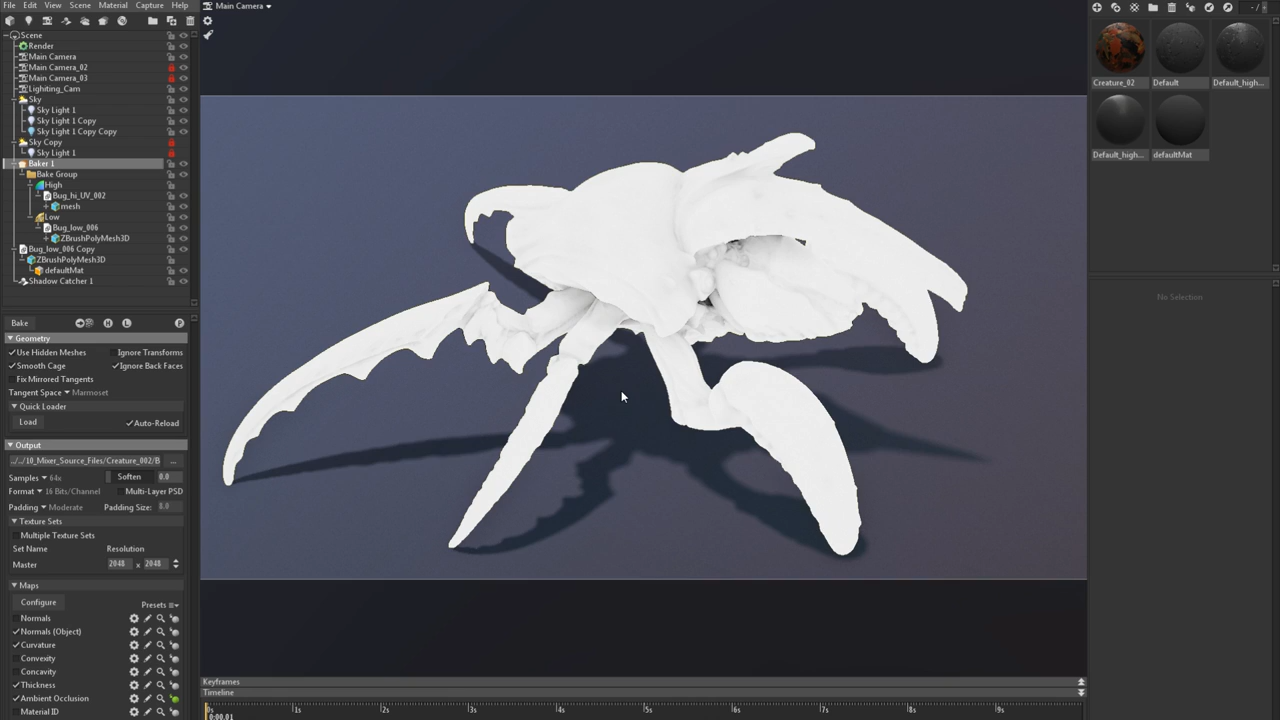 File Edit View Scene Material Capture Help
Main Camera
Scene
Render
Main Camera
Main Camera_02
Main Camera_03
Lighiting_Cam
Sky
Sky Light 1
Sky Light 1 Copy
Sky Light 1 Copy Copy
Sky Copy
Sky Light 1
Baker 1
Bake Group
High
Bug_hi_UV_002
mesh
Low
Bug_low_006
ZBrushPolyMesh3D
Bug_low_006 Copy
ZBrushPolyMesh3D
defaultMat
Shadow Catcher 1
Bake H L P
Geometry
Use Hidden Meshes Ignore Transforms
Smooth Cage Ignore Back Faces
Fix Mirrored Tangents
Tangent Space Marmoset
Quick Loader
Load Auto-Reload
Output
../../10_Mixer_Source_Files/Creature_002/B ...
Samples 64x Soften 0.0
Format 16 Bits/Channel Multi-Layer PSD
Padding Moderate Padding Size: 8.0
Texture Sets
Multiple Texture Sets
Set Name Resolution
Master 2048 x 2048
Maps
Configure Presets
Normals
Normals (Object)
Curvature
Convexity
Concavity
Thickness
Ambient Occlusion
Material ID
Creature_02 Default Default_high...
Default_high... defaultMat
No Selection
Keyframes
Timeline
0s 1s 2s 3s 4s 5s 6s 7s 8s 9s
0:00.01